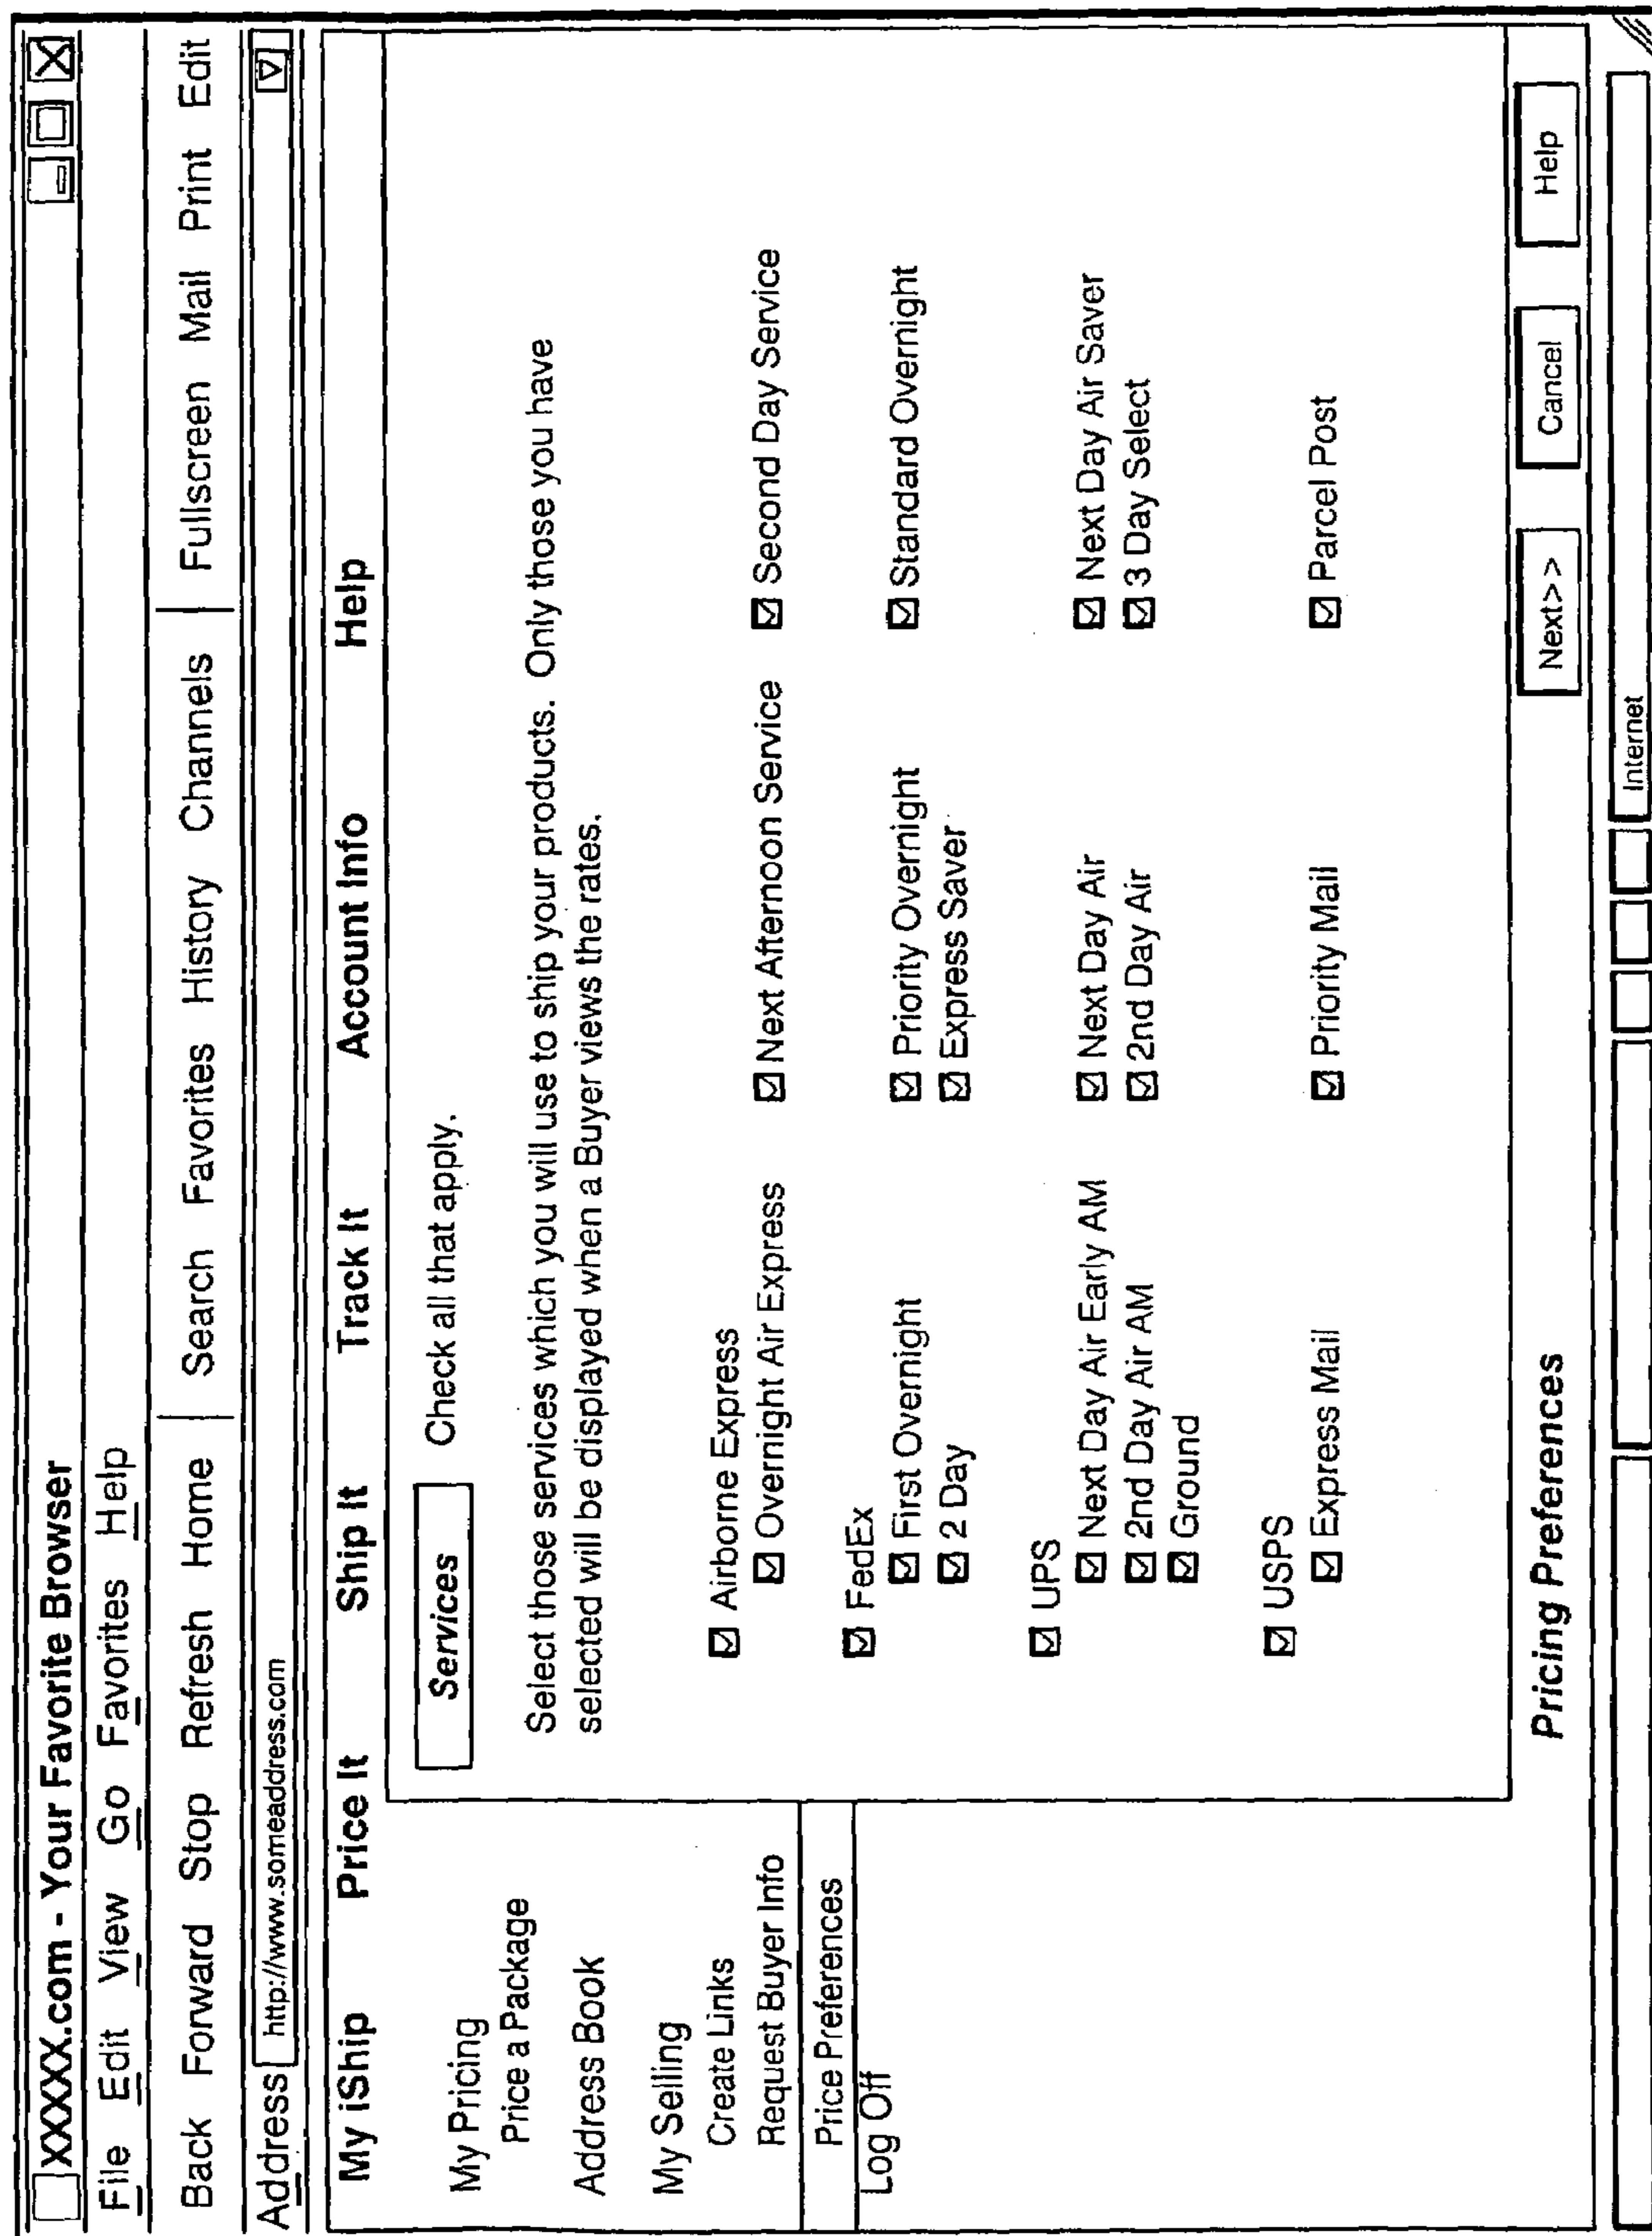 XXXXX.com - Your Favorite Browser
File Edit View Go Favorites Help
Back Forward Stop Refresh Home | Search Favorites History Channels | Fullscreen Mail Print Edit
Address http://www.someaddress.com
My iShip Price It Ship It Track It Account Info Help
My Pricing
Price a Package
Address Book
My Selling
Create Links
Request Buyer Info
Price Preferences
Log Off
Services Check all that apply.
Select those services which you will use to ship your products. Only those you have
selected will be displayed when a Buyer views the rates.
Airborne Express
Overnight Air Express Next Afternoon Service Second Day Service
FedEx
First Overnight Priority Overnight Standard Overnight
2 Day Express Saver
UPS
Next Day Air Early AM Next Day Air Next Day Air Saver
2nd Day Air AM 2nd Day Air 3 Day Select
Ground
USPS
Express Mail Priority Mail Parcel Post
Pricing Preferences Next>> Cancel Help
Internet